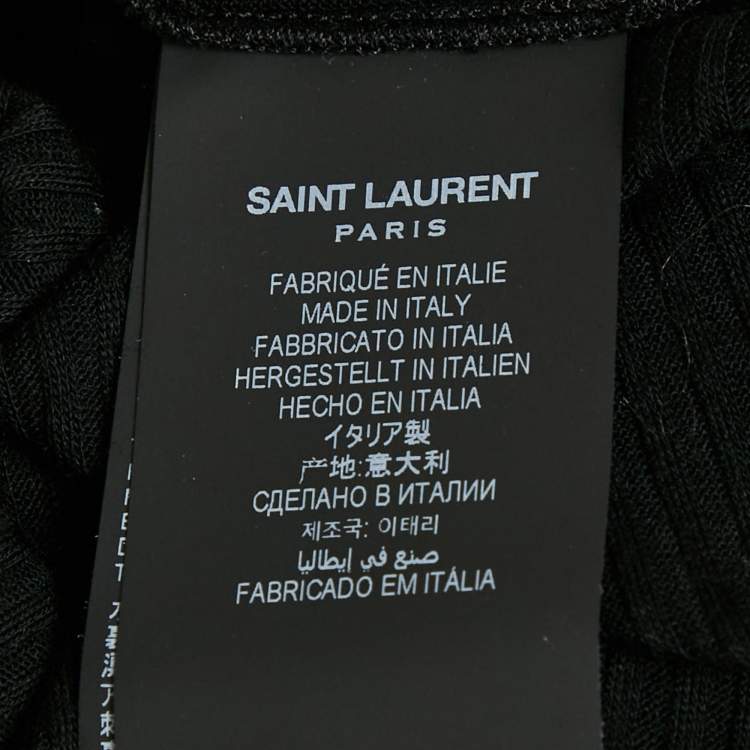 SAINT LAURENT
PARIS
FABRIQUÉ EN ITALIE
MADE IN ITALY
FABBRICATO IN ITALIA
HERGESTELLT IN ITALIEN
HECHO EN ITALIA
イタリア製
产地:意大利
СДЕЛАНО В ИТАЛИИ
제조국: 이태리
صنع في إيطاليا
FABRICADO EM ITÁLIA